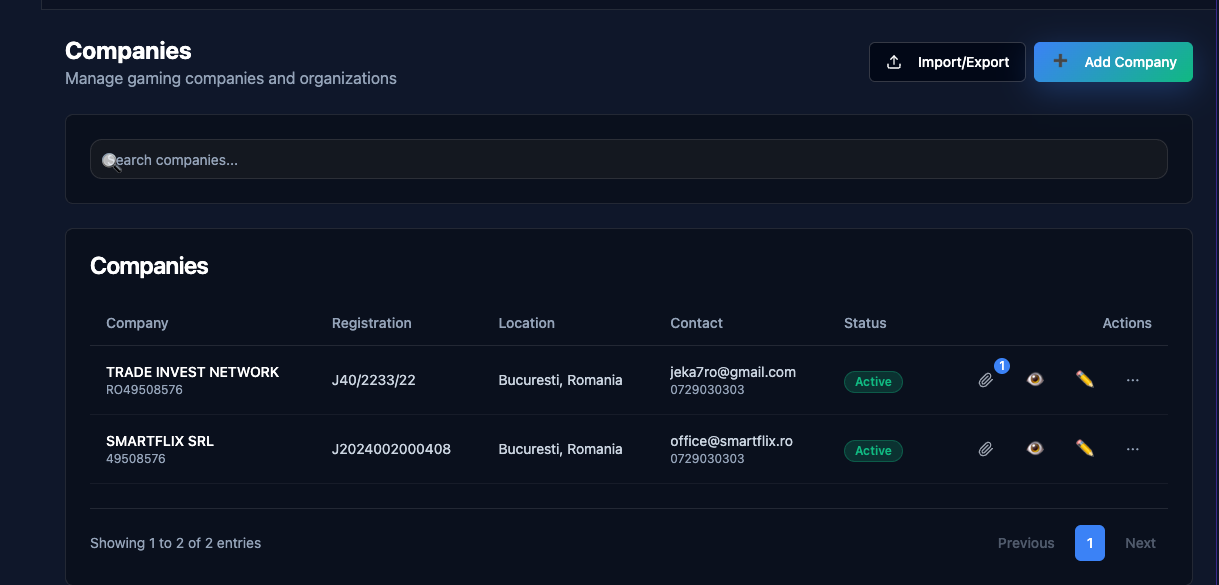 Companies
Manage gaming companies and organizations
Import/Export
Add Company
Search companies...
Companies
Company Registration Location Contact Status Actions
TRADE INVEST NETWORK
RO49508576
J40/2233/22
Bucuresti, Romania
jeka7ro@gmail.com
0729030303
Active
1
SMARTFLIX SRL
49508576
J2024002000408
Bucuresti, Romania
office@smartflix.ro
0729030303
Active
Showing 1 to 2 of 2 entries
Previous 1 Next